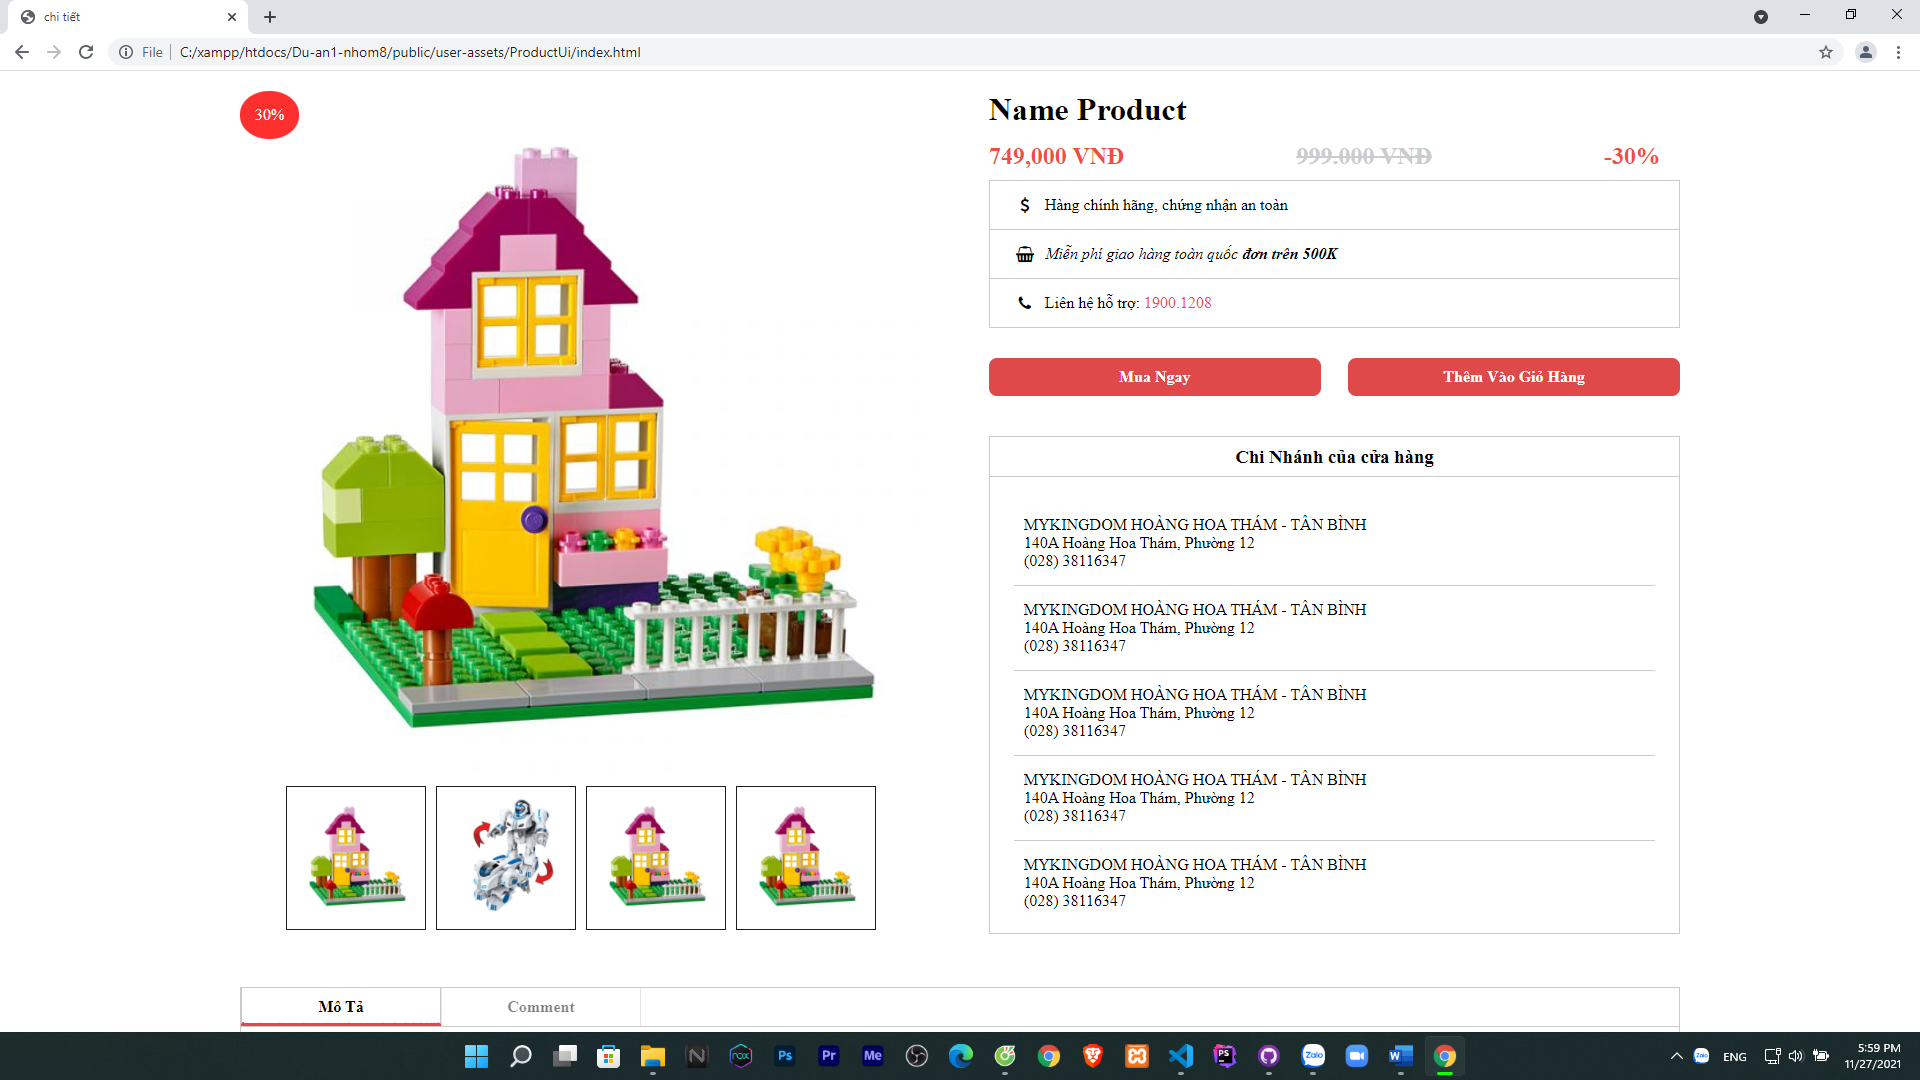 chi tiết
File
C:/xampp/htdocs/Du-an1-nhom8/public/user-assets/ProductUi/index.html
30%
Name Product
749,000 VNĐ 999.000 VNĐ -30%
Hàng chính hãng, chứng nhận an toàn
Miễn phí giao hàng toàn quốc đơn trên 500K
Liên hệ hỗ trợ: 1900.1208
Mua Ngay
Thêm Vào Giỏ Hàng
Chi Nhánh của cửa hàng
MYKINGDOM HOÀNG HOA THÁM - TÂN BÌNH
140A Hoàng Hoa Thám, Phường 12
(028) 38116347
MYKINGDOM HOÀNG HOA THÁM - TÂN BÌNH
140A Hoàng Hoa Thám, Phường 12
(028) 38116347
MYKINGDOM HOÀNG HOA THÁM - TÂN BÌNH
140A Hoàng Hoa Thám, Phường 12
(028) 38116347
MYKINGDOM HOÀNG HOA THÁM - TÂN BÌNH
140A Hoàng Hoa Thám, Phường 12
(028) 38116347
MYKINGDOM HOÀNG HOA THÁM - TÂN BÌNH
140A Hoàng Hoa Thám, Phường 12
(028) 38116347
Mô Tả
Comment
nox
Ps
Pr
Me
PS
Zalo
W
Zalo
ENG
5:59 PM
11/27/2021